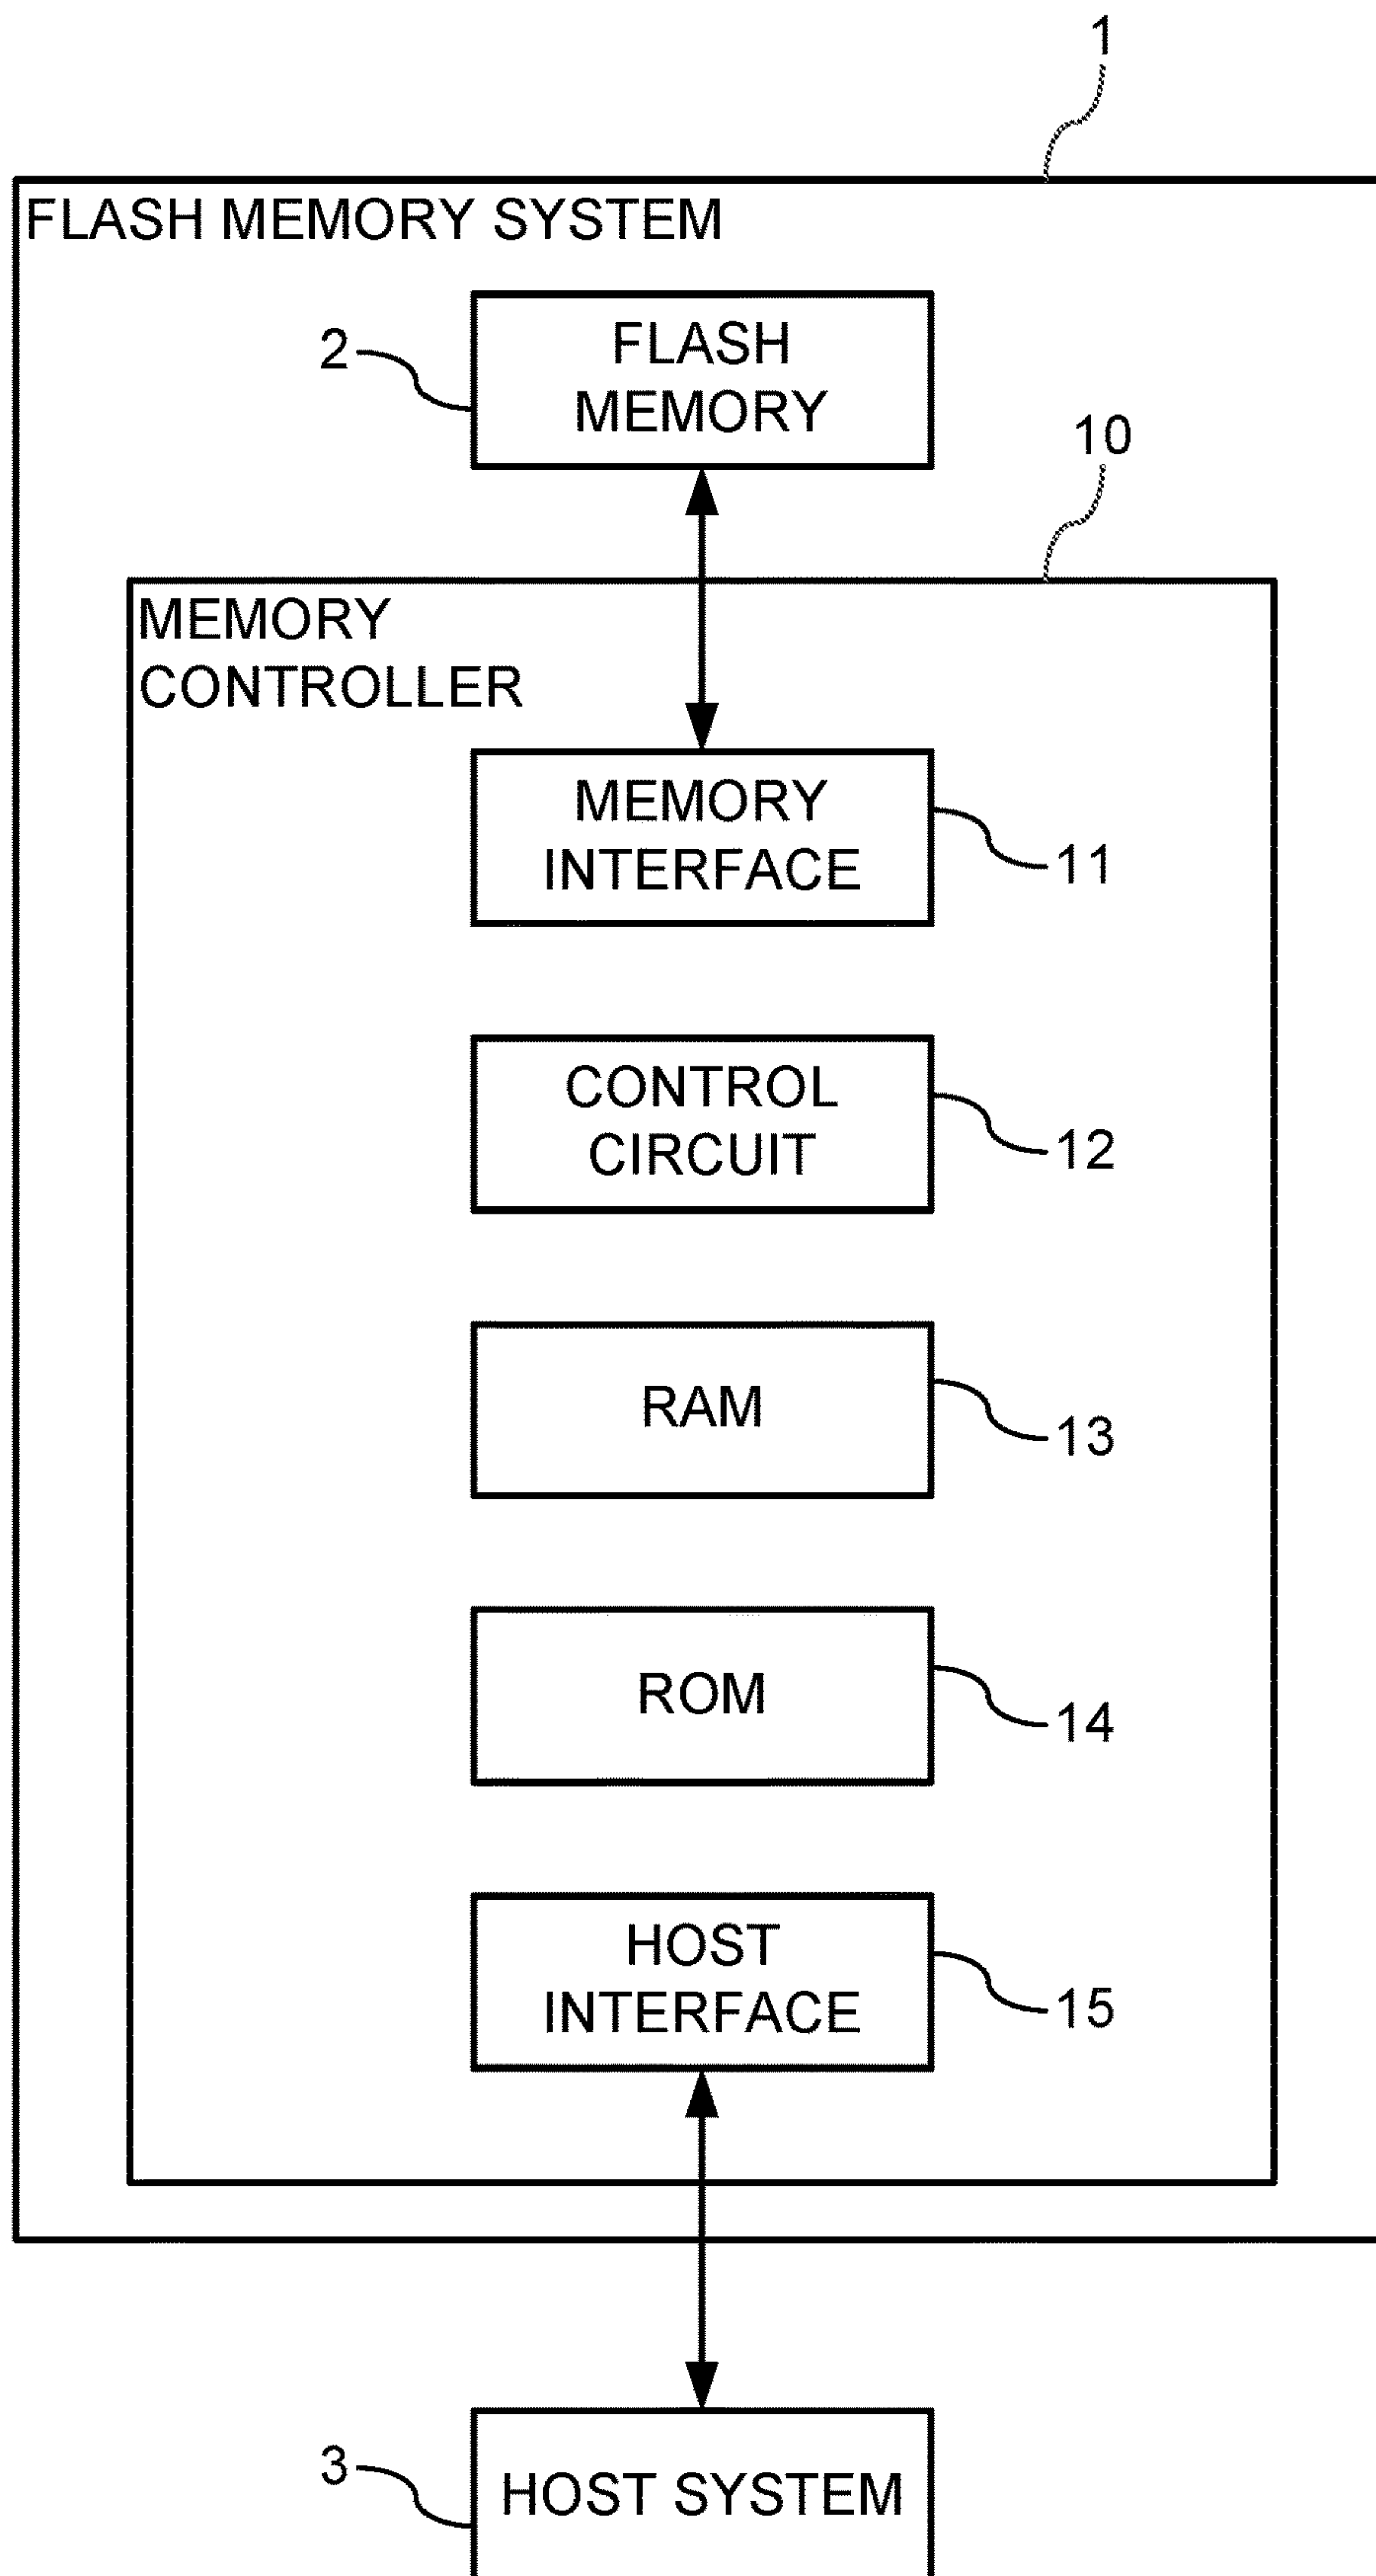 1
FLASH MEMORY SYSTEM
2
FLASH
MEMORY
10
MEMORY
CONTROLLER
MEMORY
INTERFACE
11
CONTROL
CIRCUIT
12
RAM
13
ROM
14
HOST
INTERFACE
15
3
HOST SYSTEM